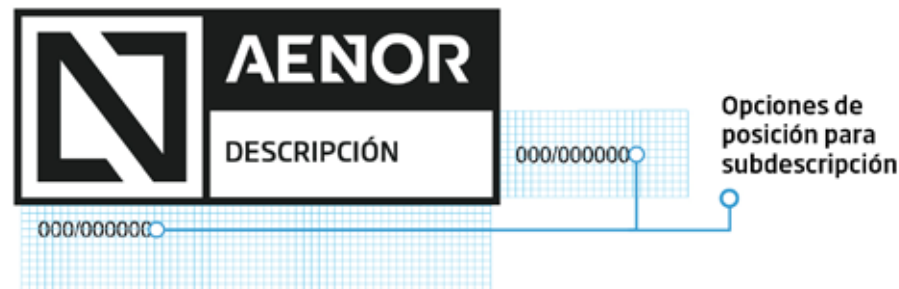 AENOR
DESCRIPCIÓN
000/000000
000/000000
Opciones de
posición para
subdescripción